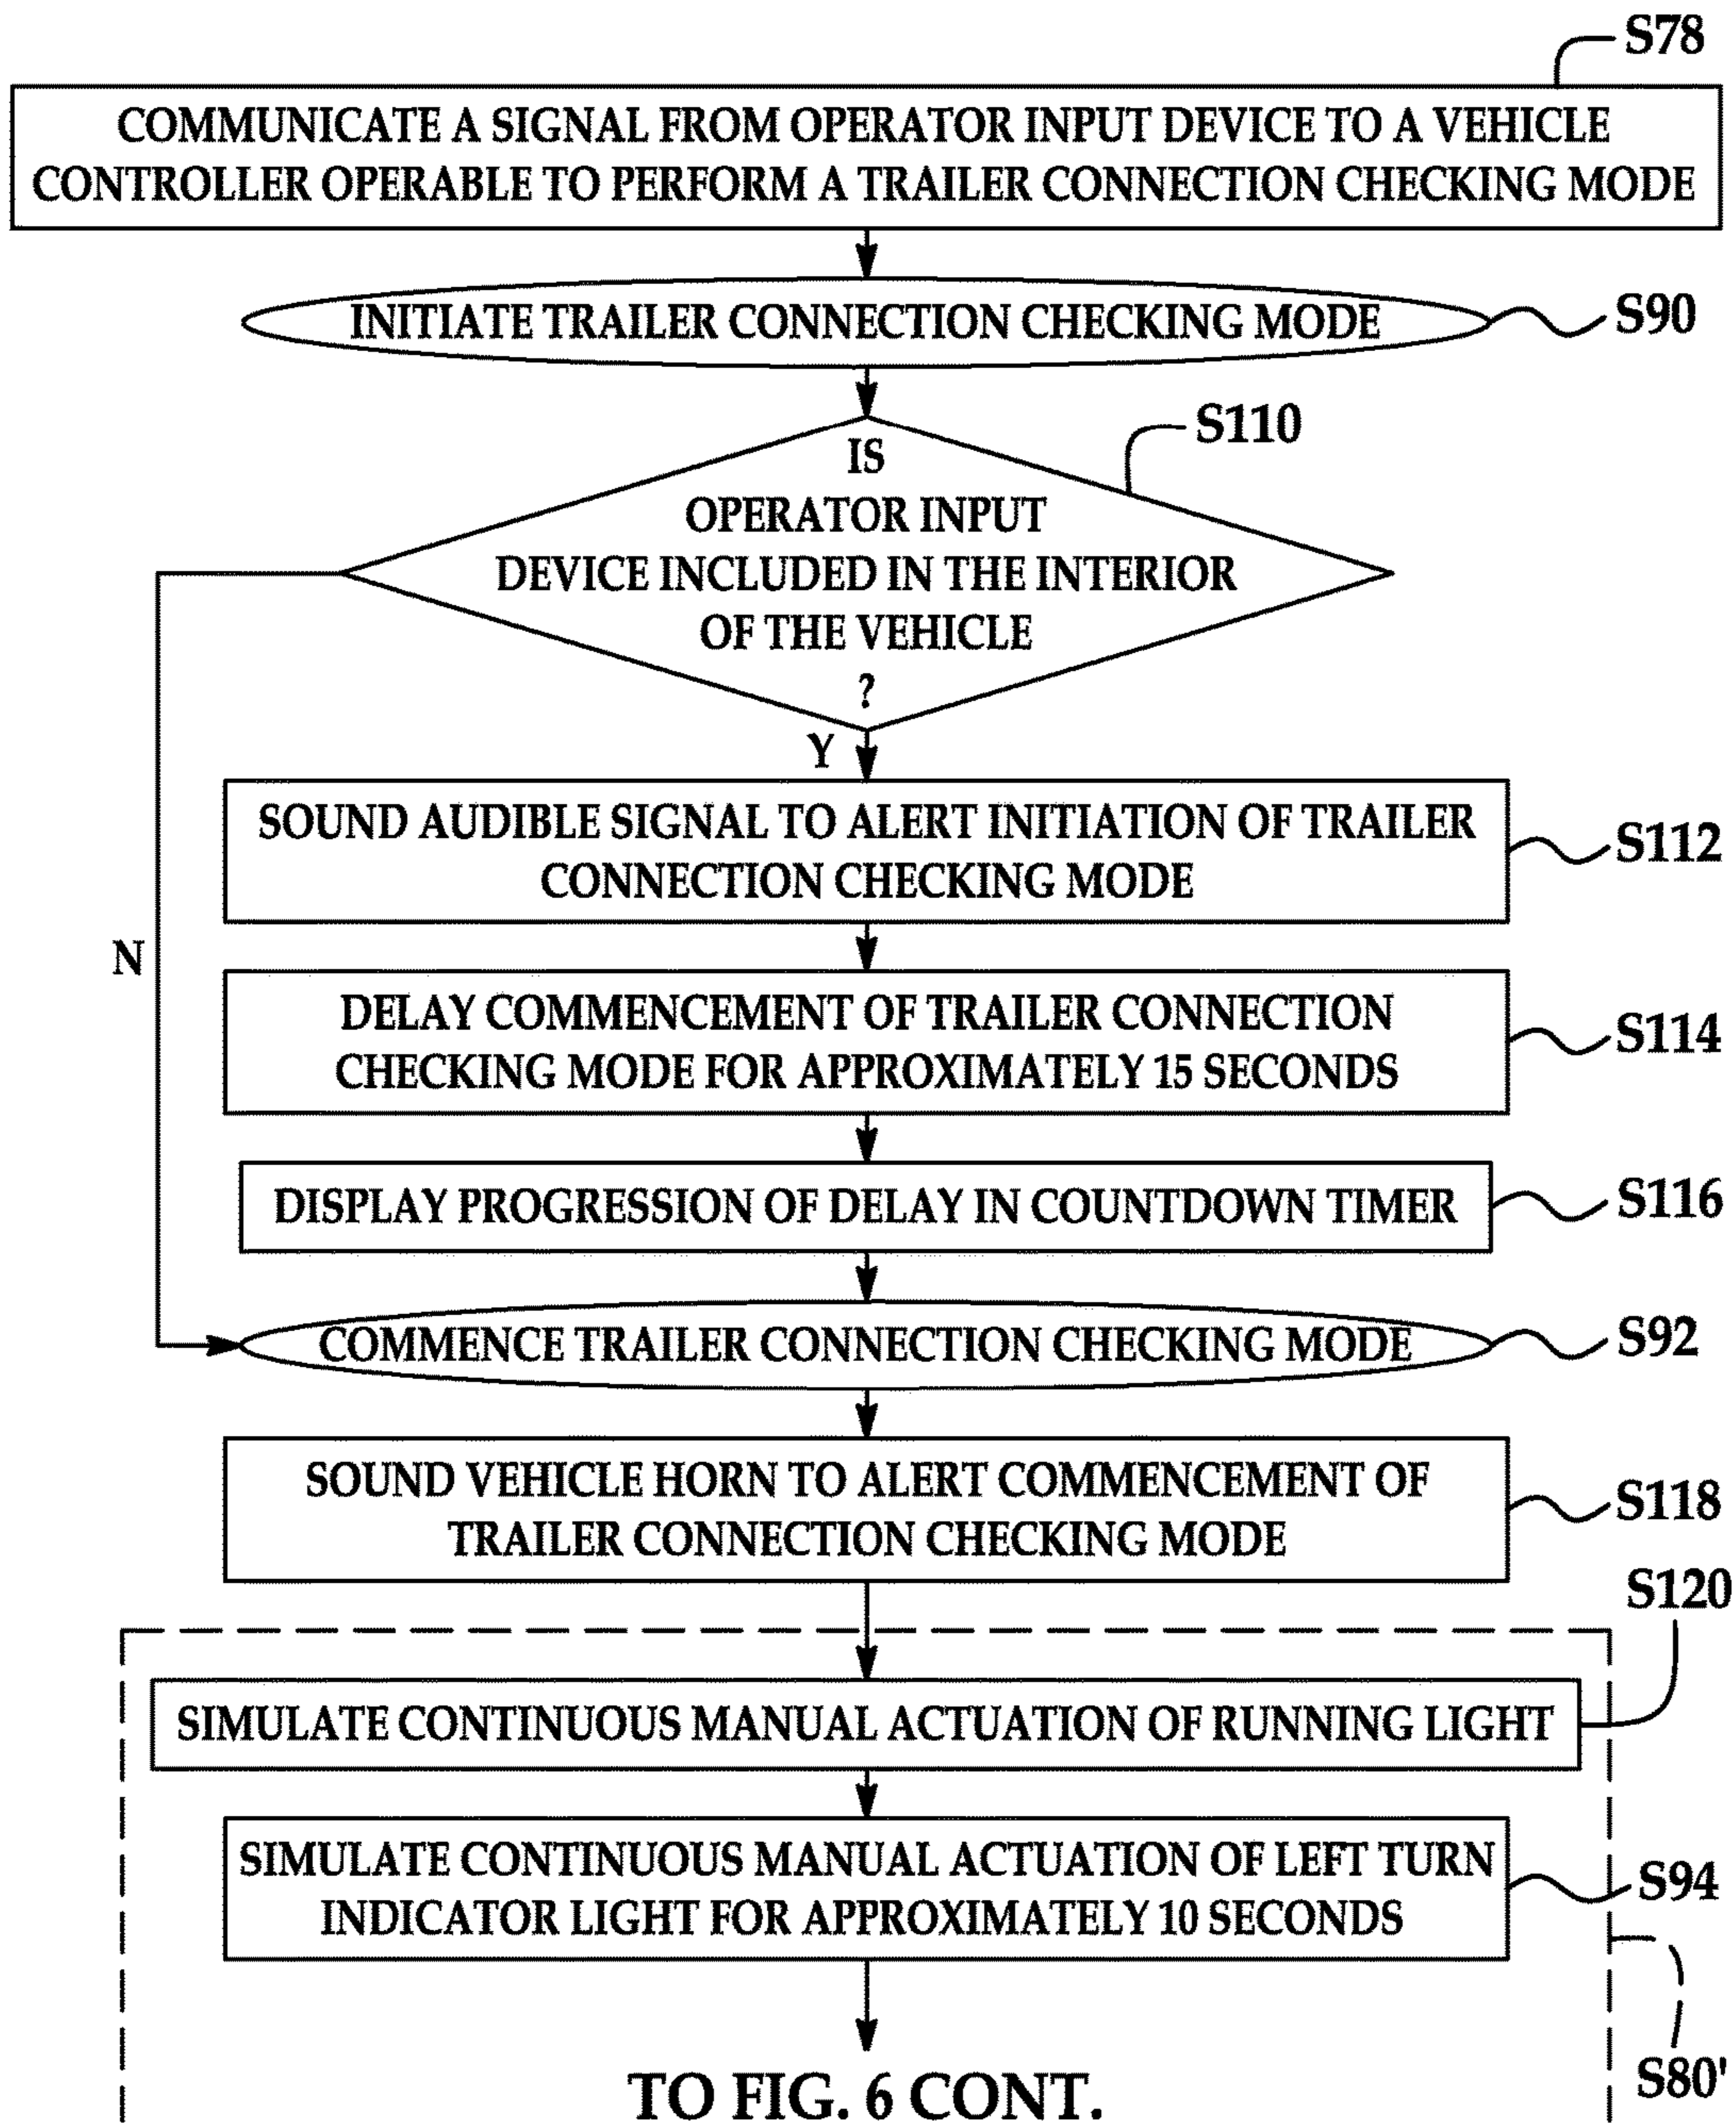 S78
COMMUNICATE A SIGNAL FROM OPERATOR INPUT DEVICE TO A VEHICLE
CONTROLLER OPERABLE TO PERFORM A TRAILER CONNECTION CHECKING MODE
INITIATE TRAILER CONNECTION CHECKING MODE
S90
S110
IS
OPERATOR INPUT
DEVICE INCLUDED IN THE INTERIOR
OF THE VEHICLE
?
Y
N
SOUND AUDIBLE SIGNAL TO ALERT INITIATION OF TRAILER
CONNECTION CHECKING MODE
S112
DELAY COMMENCEMENT OF TRAILER CONNECTION
CHECKING MODE FOR APPROXIMATELY 15 SECONDS
S114
DISPLAY PROGRESSION OF DELAY IN COUNTDOWN TIMER
S116
COMMENCE TRAILER CONNECTION CHECKING MODE
S92
SOUND VEHICLE HORN TO ALERT COMMENCEMENT OF
TRAILER CONNECTION CHECKING MODE
S118
S120
SIMULATE CONTINUOUS MANUAL ACTUATION OF RUNNING LIGHT
SIMULATE CONTINUOUS MANUAL ACTUATION OF LEFT TURN
INDICATOR LIGHT FOR APPROXIMATELY 10 SECONDS
S94
S80'
TO FIG. 6 CONT.